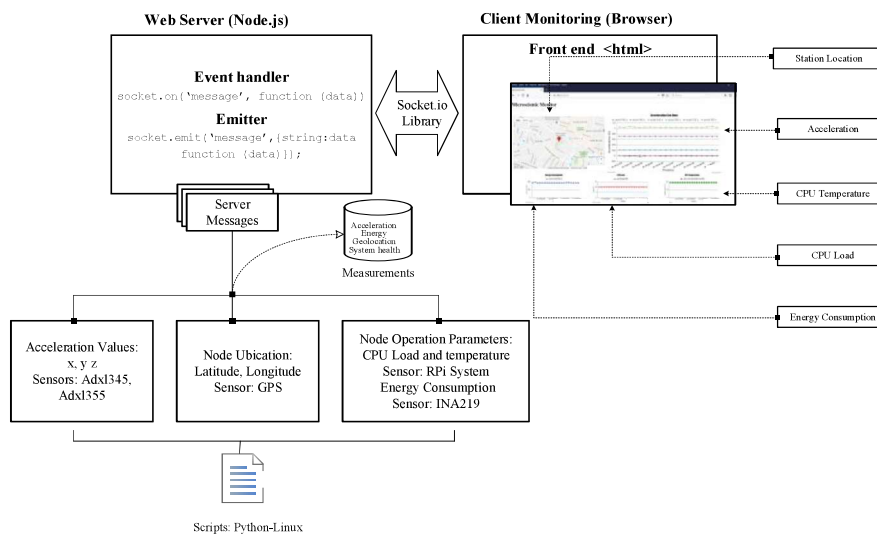 Web Server (Node.js)
Client Monitoring (Browser)
Event handler
socket.on(‘message’, function (data))
Emitter
socket.emit(‘message’,{string:data
function (data)}];
Socket.io
Library
Front end <html>
Station Location
Acceleration
CPU Temperature
CPU Load
Energy Consumption
Server
Messages
Acceleration
Energy
Geolocation
System health
Measurements
Acceleration Values:
x, y z
Sensors: Adxl345,
Adxl355
Node Ubication:
Latitude, Longitude
Sensor: GPS
Node Operation Parameters:
CPU Load and temperature
Sensor: RPi System
Energy Consumption
Sensor: INA219
Scripts: Python-Linux